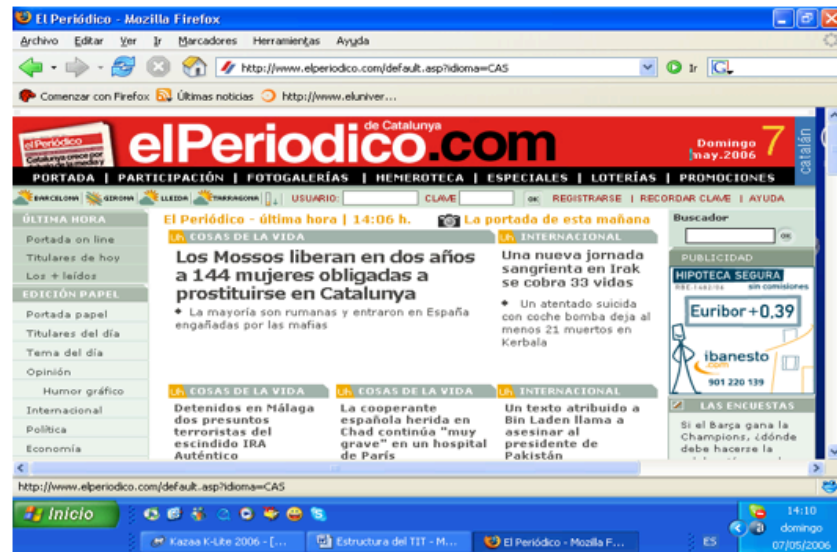 El Periódico - Mozilla Firefox
Archivo Editar Ver Ir Marcadores Herramientas Ayuda
http://www.elperiodico.com/default.asp?idioma=CAS Ir
Comenzar con Firefox Últimas noticias http://www.eluniver...
el Periódico
Catalunya crece por
de Catalunya
elPeriodico.com
Domingo 7
may.2006
catalán
PORTADA | PARTICIPACIÓN | FOTOGALERÍAS | HEMEROTECA | ESPECIALES | LOTERÍAS | PROMOCIONES
BARCELONA GIRONA LLEIDA TARRAGONA USUARIO: CLAVE OK REGISTRARSE | RECORDAR CLAVE | AYUDA
ÚLTIMA HORA
Portada on line
Titulares de hoy
Los + leídos
EDICIÓN PAPEL
Portada papel
Titulares del día
Tema del día
Opinión
Humor gráfico
Internacional
Política
Economía
El Periódico - última hora | 14:06 h. La portada de esta mañana
Uh COSAS DE LA VIDA
Los Mossos liberan en dos años
a 144 mujeres obligadas a
prostituirse en Catalunya
La mayoría son rumanas y entraron en España
engañadas por las mafias
Uh INTERNACIONAL
Una nueva jornada
sangrienta en Irak
se cobra 33 vidas
Un atentado suicida
con coche bomba deja al
menos 21 muertos en
Kerbala
Uh COSAS DE LA VIDA
Detenidos en Málaga
dos presuntos
terroristas del
escindido IRA
Auténtico
Uh COSAS DE LA VIDA
La cooperante
española herida en
Chad continúa "muy
grave" en un hospital
de París
Uh INTERNACIONAL
Un texto atribuido a
Bin Laden llama a
asesinar al
presidente de
Pakistán
Buscador
OK
PUBLICIDAD
HIPOTECA SEGURA
sin comisiones
Euribor+0,39
ibanesto
.com
901 220 139
LAS ENCUESTAS
Si el Barça gana la
Champions, ¿dónde
debe hacerse la
http://www.elperiodico.com/default.asp?idioma=CAS
Inicio
Kazaa K-Lite 2006 - [...
Estructura del TIT - M...
El Periódico - Mozilla F...
ES
14:10
domingo
07/05/2006